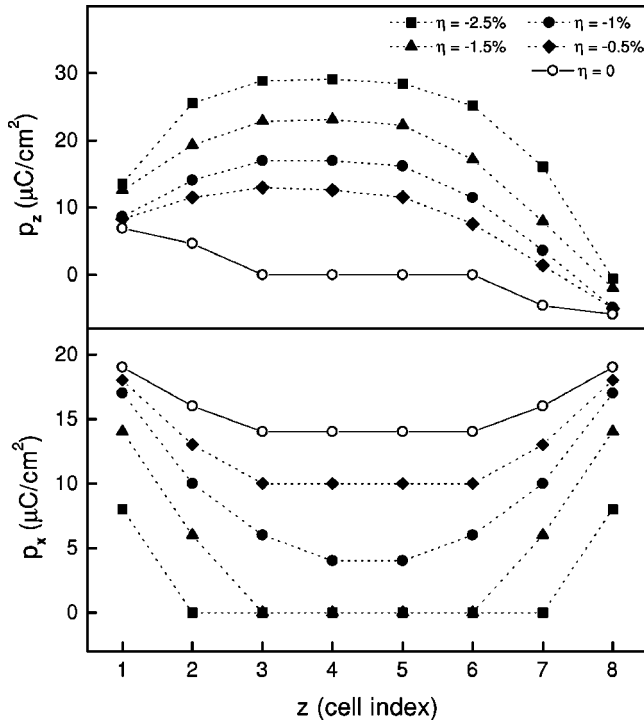 η = -2.5% η = -1%
η = -1.5% η = -0.5%
η = 0
30
20
10
0
p_z (μC/cm²)
20
15
10
5
0
p_x (μC/cm²)
1 2 3 4 5 6 7 8
z (cell index)